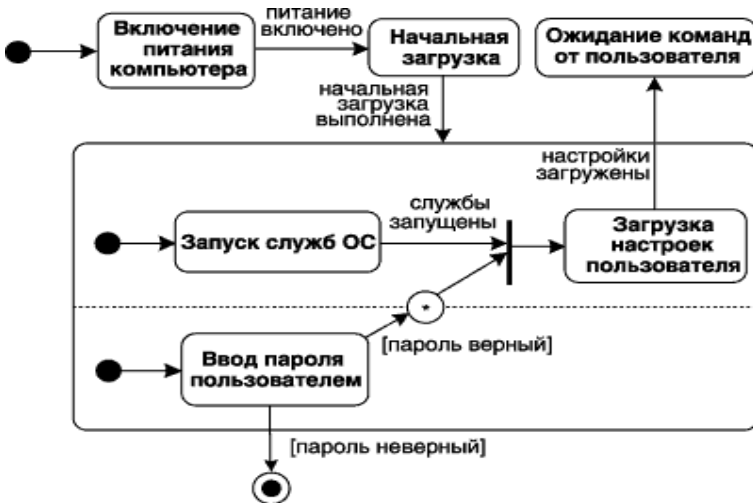 Включение
питания
компьютера
питание
включено
Начальная
загрузка
Ожидание команд
от пользователя
начальная
загрузка
выполнена
настройки
загружены
Запуск служб ОС
службы
запущены
Загрузка
настроек
пользователя
*
Ввод пароля
пользователем
[пароль верный]
[пароль неверный]